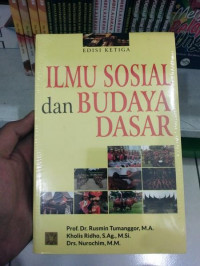 EDISI KETIGA
ILMU SOSIAL
dan BUDAYA
DASAR
Prof. Dr. Rusmin Tumanggor, M.A.
Kholis Ridho, S.Ag., M.Si.
Drs. Nurochim, M.M.